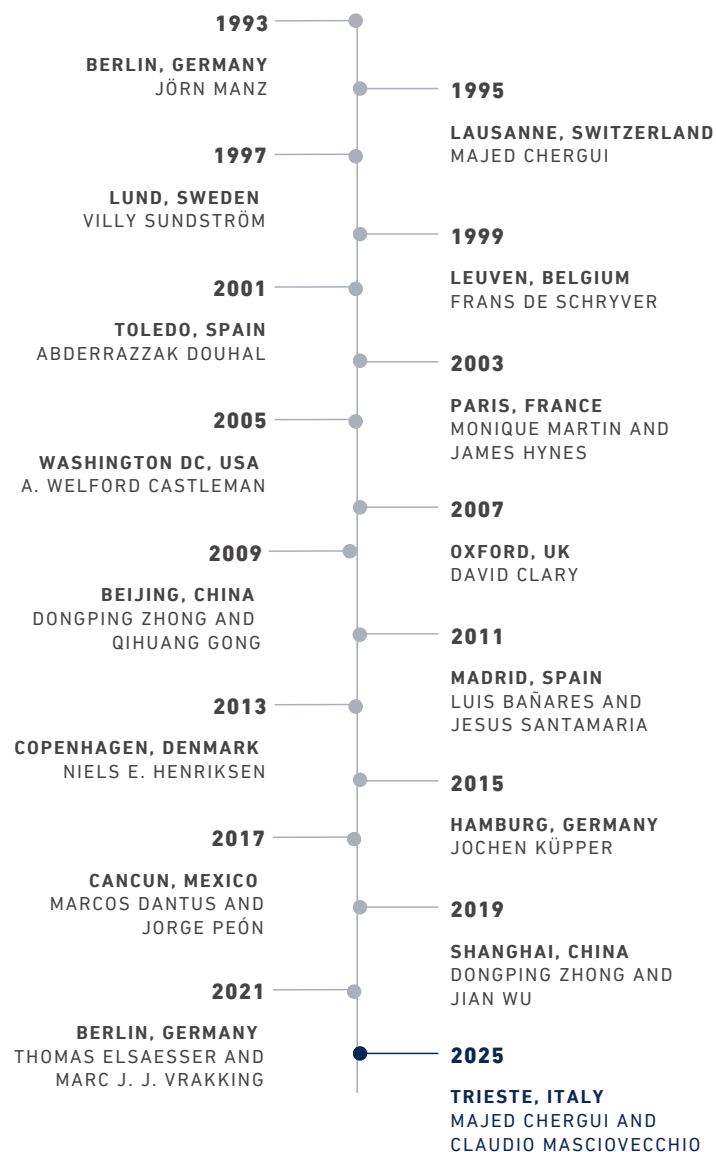 1993
BERLIN, GERMANY
JÖRN MANZ
1995
LAUSANNE, SWITZERLAND
MAJED CHERGUI
1997
LUND, SWEDEN
VILLY SUNDSTRÖM
1999
LEUVEN, BELGIUM
FRANS DE SCHRYVER
2001
TOLEDO, SPAIN
ABDERRAZZAK DOUHAL
2003
PARIS, FRANCE
MONIQUE MARTIN AND
JAMES HYNES
2005
WASHINGTON DC, USA
A. WELFORD CASTLEMAN
2007
OXFORD, UK
DAVID CLARY
2009
BEIJING, CHINA
DONGPING ZHONG AND
QIHUANG GONG
2011
MADRID, SPAIN
LUIS BAÑARES AND
JESUS SANTAMARIA
2013
COPENHAGEN, DENMARK
NIELS E. HENRIKSEN
2015
HAMBURG, GERMANY
JOCHEN KÜPPER
2017
CANCUN, MEXICO
MARCOS DANTUS AND
JORGE PEÓN
2019
SHANGHAI, CHINA
DONGPING ZHONG AND
JIAN WU
2021
BERLIN, GERMANY
THOMAS ELSAESSER AND
MARC J. J. VRAKKING
2025
TRIESTE, ITALY
MAJED CHERGUI AND
CLAUDIO MASCIOVECCHIO